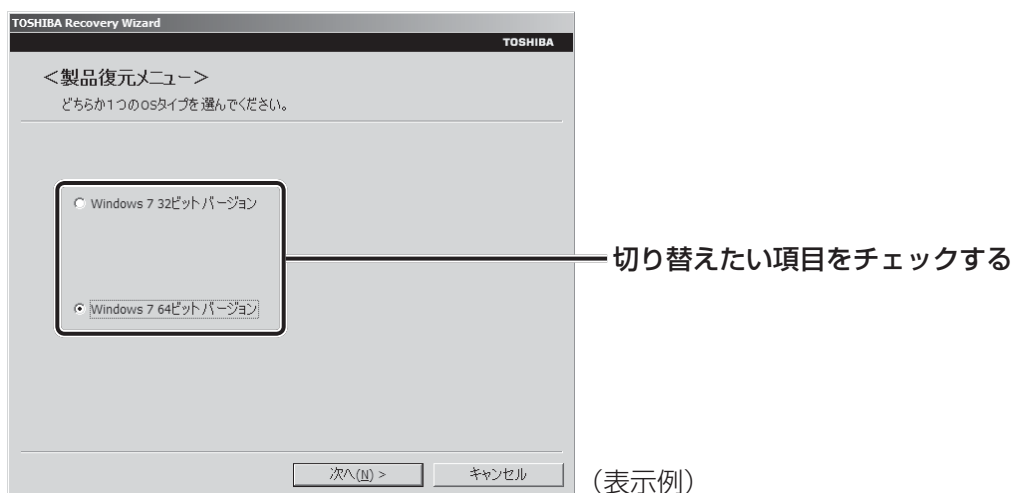 TOSHIBA Recovery Wizard
TOSHIBA
＜製品復元メニュー＞
どちらか1つのOSタイプを選んでください。
Windows 7 32ビットバージョン
切り替えたい項目をチェックする
Windows 7 64ビットバージョン
次へ(N) >
キャンセル
（表示例）